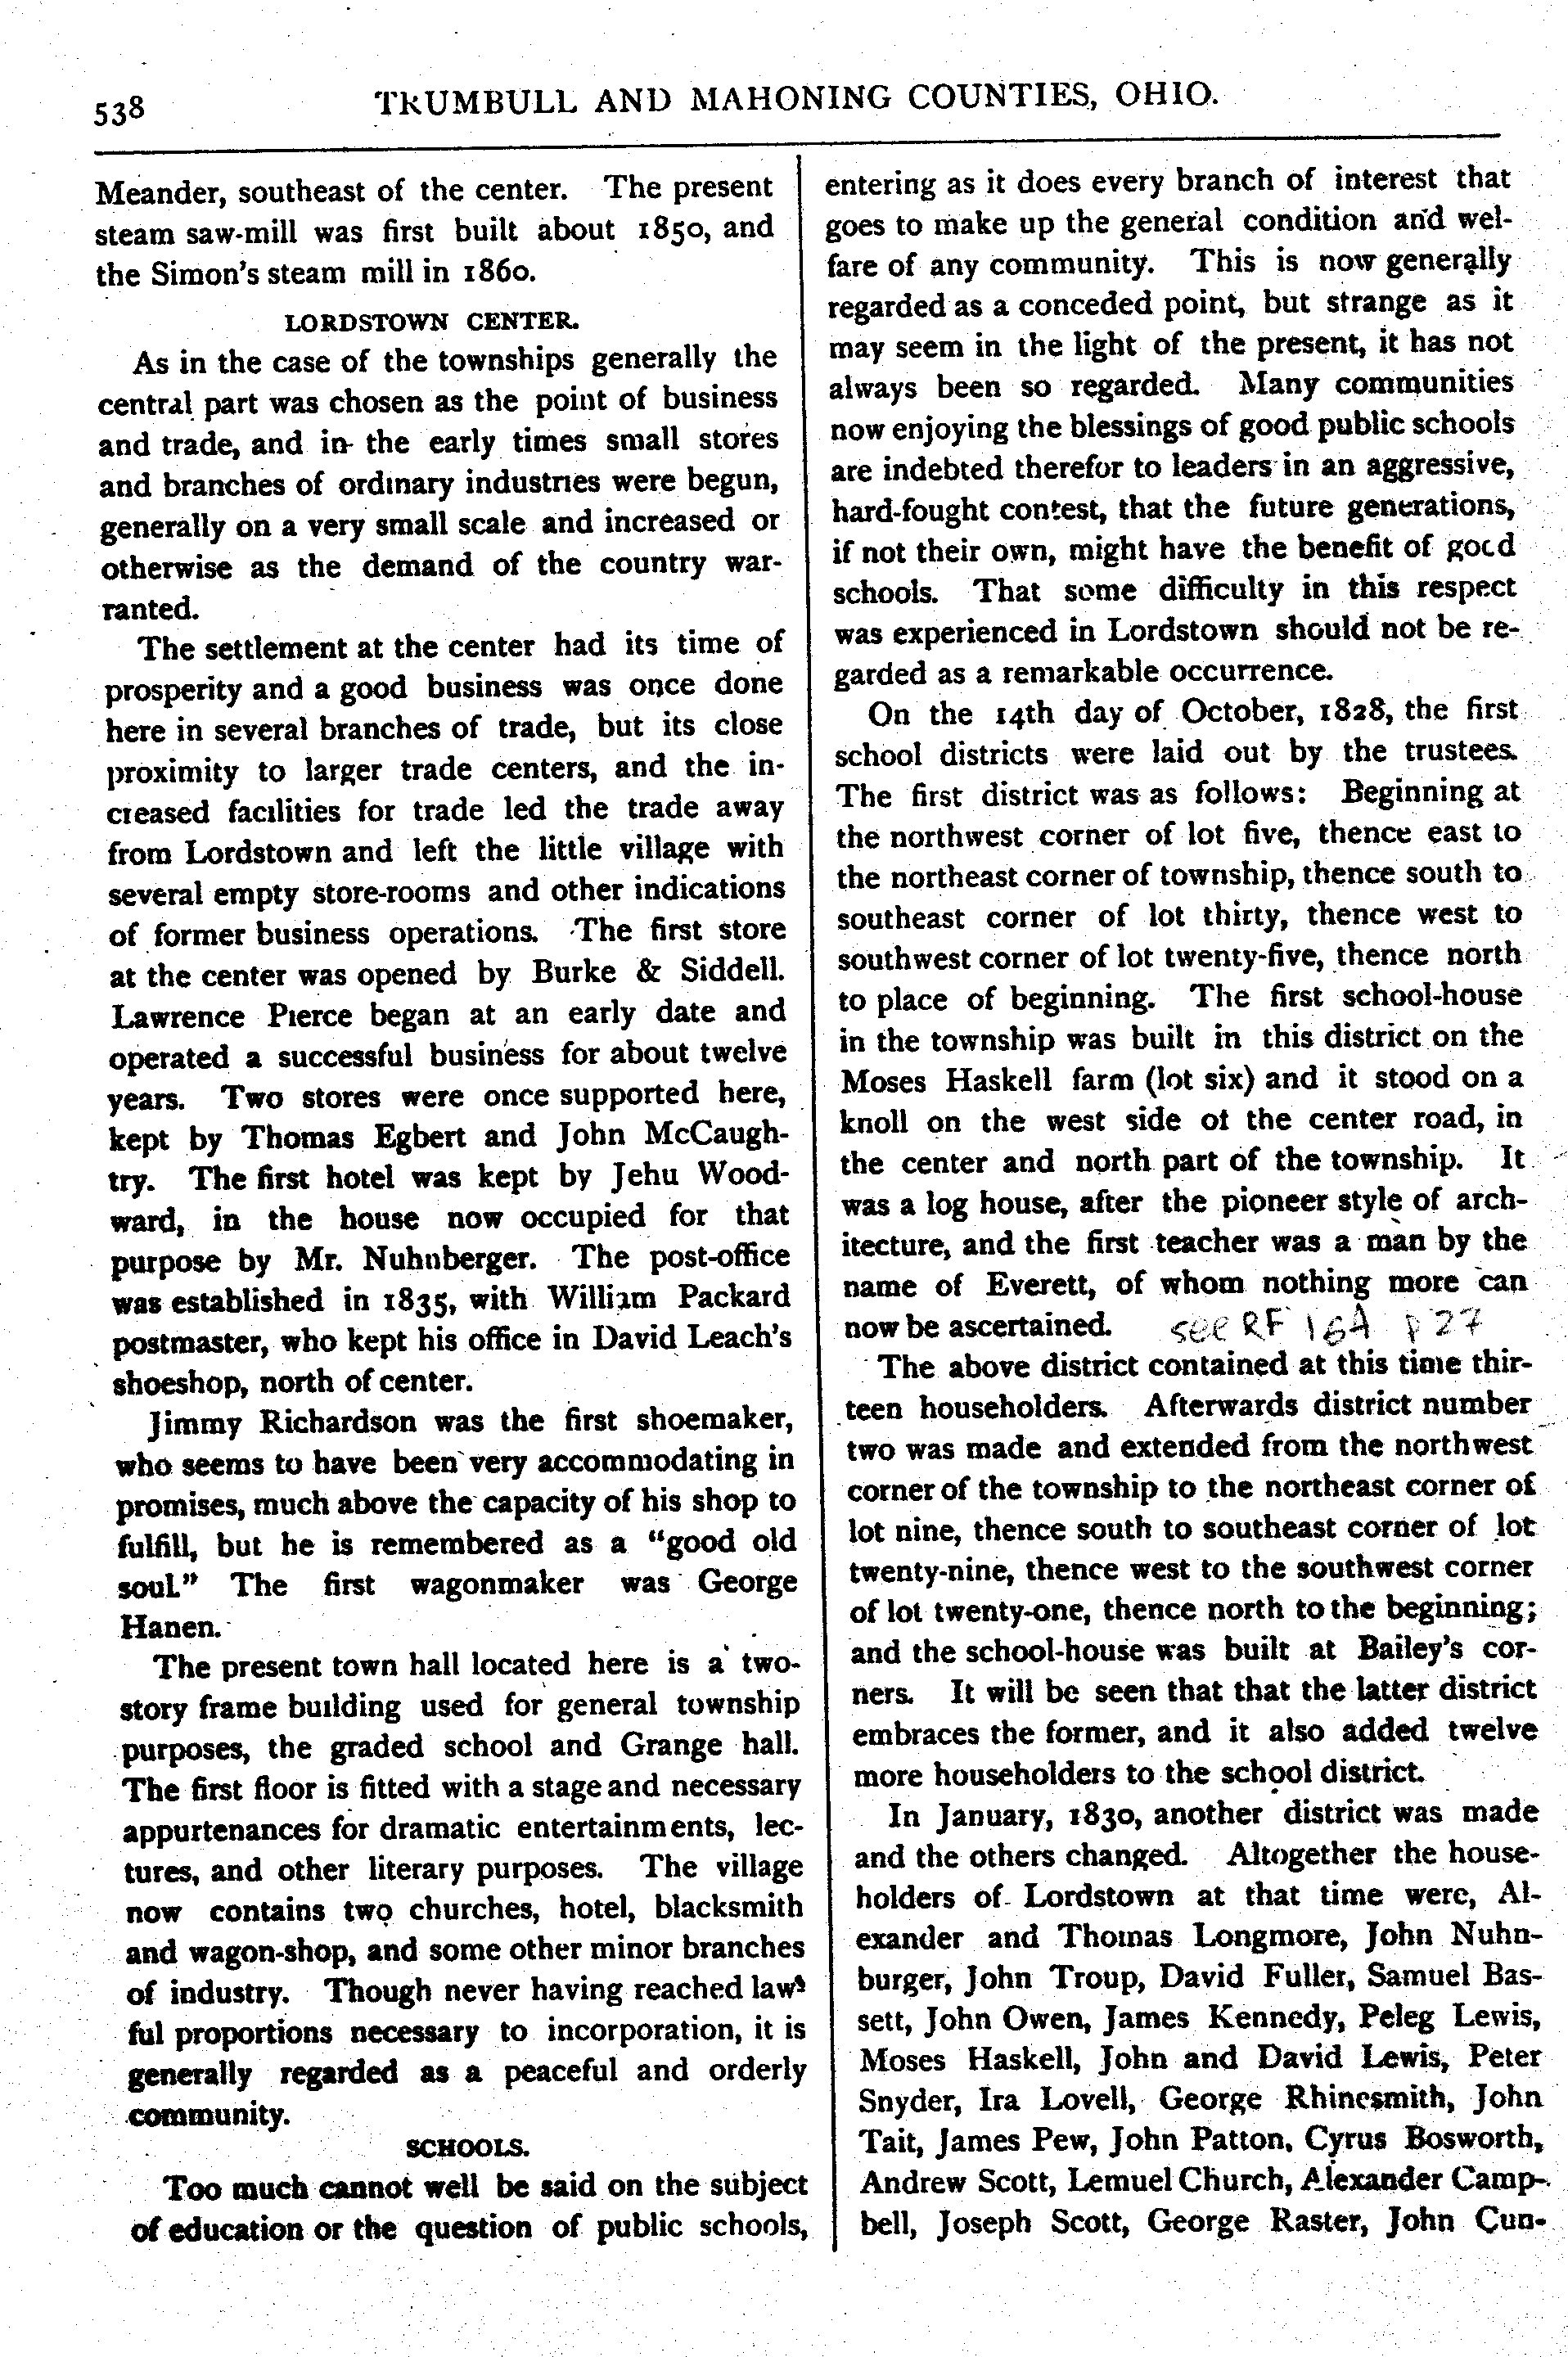 538
TRUMBULL AND MAHONING COUNTIES, OHIO.
Meander, southeast of the center. The present
steam saw-mill was first built about 1850, and
the Simon's steam mill in 1860.
LORDSTOWN CENTER.
As in the case of the townships generally the
central part was chosen as the point of business
and trade, and in the early times small stores
and branches of ordinary industries were begun,
generally on a very small scale and increased or
otherwise as the demand of the country war-
ranted.
The settlement at the center had its time of
prosperity and a good business was once done
here in several branches of trade, but its close
proximity to larger trade centers, and the in-
creased facilities for trade led the trade away
from Lordstown and left the little village with
several empty store-rooms and other indications
of former business operations. The first store
at the center was opened by Burke & Siddell.
Lawrence Pierce began at an early date and
operated a successful business for about twelve
years. Two stores were once supported here,
kept by Thomas Egbert and John McCaugh-
try. The first hotel was kept by Jehu Wood-
ward, in the house now occupied for that
purpose by Mr. Nuhnberger. The post-office
was established in 1835, with William Packard
postmaster, who kept his office in David Leach's
shoeshop, north of center.
Jimmy Richardson was the first shoemaker,
who seems to have been very accommodating in
promises, much above the capacity of his shop to
fulfill, but he is remembered as a "good old
soul." The first wagonmaker was George
Hanen.
The present town hall located here is a two-
story frame building used for general township
purposes, the graded school and Grange hall.
The first floor is fitted with a stage and necessary
appurtenances for dramatic entertainments, lec-
tures, and other literary purposes. The village
now contains two churches, hotel, blacksmith
and wagon-shop, and some other minor branches
of industry. Though never having reached law-
ful proportions necessary to incorporation, it is
generally regarded as a peaceful and orderly
community.
SCHOOLS.
Too much cannot well be said on the subject
of education or the question of public schools,
entering as it does every branch of interest that
goes to make up the general condition and wel-
fare of any community. This is now generally
regarded as a conceded point, but strange as it
may seem in the light of the present, it has not
always been so regarded. Many communities
now enjoying the blessings of good public schools
are indebted therefor to leaders in an aggressive,
hard-fought contest, that the future generations,
if not their own, might have the benefit of good
schools. That some difficulty in this respect
was experienced in Lordstown should not be re-
garded as a remarkable occurrence.
On the 14th day of October, 1828, the first
school districts were laid out by the trustees.
The first district was as follows: Beginning at
the northwest corner of lot five, thence east to
the northeast corner of township, thence south to
southeast corner of lot thirty, thence west to
southwest corner of lot twenty-five, thence north
to place of beginning. The first school-house
in the township was built in this district on the
Moses Haskell farm (lot six) and it stood on a
knoll on the west side of the center road, in
the center and north part of the township. It
was a log house, after the pioneer style of arch-
itecture, and the first teacher was a man by the
name of Everett, of whom nothing more can
now be ascertained. see RF 16A p 27
The above district contained at this time thir-
teen householders. Afterwards district number
two was made and extended from the northwest
corner of the township to the northeast corner of
lot nine, thence south to southeast corner of lot
twenty-nine, thence west to the southwest corner
of lot twenty-one, thence north to the beginning;
and the school-house was built at Bailey's cor-
ners. It will be seen that that the latter district
embraces the former, and it also added twelve
more householders to the school district.
In January, 1830, another district was made
and the others changed. Altogether the house-
holders of Lordstown at that time were, Al-
exander and Thomas Longmore, John Nuhn-
burger, John Troup, David Fuller, Samuel Bas-
sett, John Owen, James Kennedy, Peleg Lewis,
Moses Haskell, John and David Lewis, Peter
Snyder, Ira Lovell, George Rhinesmith, John
Tait, James Pew, John Patton, Cyrus Bosworth,
Andrew Scott, Lemuel Church, Alexander Camp-
bell, Joseph Scott, George Raster, John Cun-